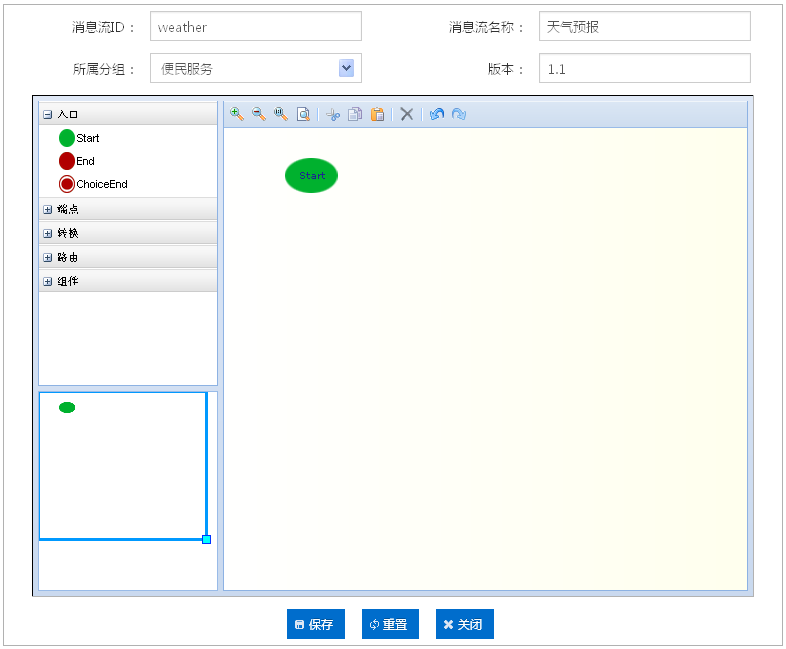 消息流ID： weather 消息流名称： 天气预报
所属分组： 便民服务 版本： 1.1
入口
Start
End
ChoiceEnd
端点
转换
路由
组件
Start
保存 重置 关闭